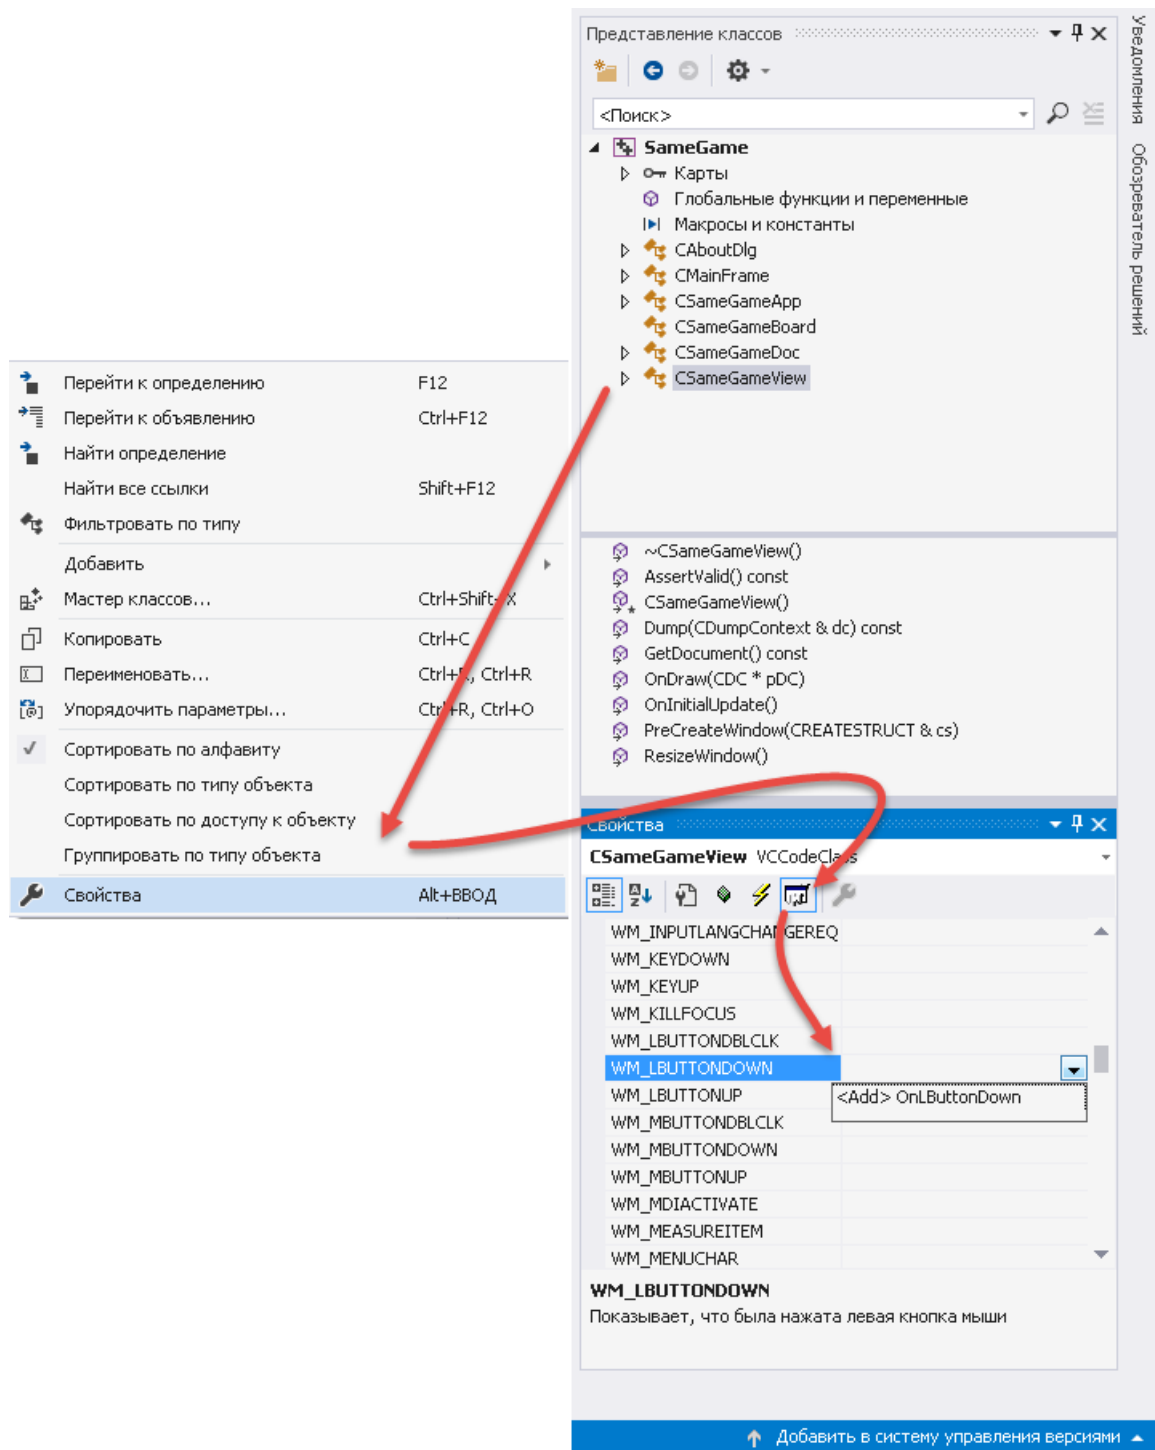 Представление классов
<Поиск>
SameGame
Карты
Глобальные функции и переменные
Макросы и константы
CAboutDlg
CMainFrame
CSameGameApp
CSameGameBoard
CSameGameDoc
CSameGameView
Уведомления
Обозреватель решений
Перейти к определению F12
Перейти к объявлению Ctrl+F12
Найти определение
Найти все ссылки Shift+F12
Фильтровать по типу
Добавить
Мастер классов... Ctrl+Shift+X
Копировать Ctrl+C
Переименовать... Ctrl+R, Ctrl+R
Упорядочить параметры... Ctrl+R, Ctrl+O
Сортировать по алфавиту
Сортировать по типу объекта
Сортировать по доступу к объекту
Группировать по типу объекта
Свойства Alt+ВВОД
~CSameGameView()
AssertValid() const
CSameGameView()
Dump(CDumpContext & dc) const
GetDocument() const
OnDraw(CDC * pDC)
OnInitialUpdate()
PreCreateWindow(CREATESTRUCT & cs)
ResizeWindow()
Свойства
CSameGameView VCCodeClass
WM_INPUTLANGCHANGEREQ
WM_KEYDOWN
WM_KEYUP
WM_KILLFOCUS
WM_LBUTTONDBLCLK
WM_LBUTTONDOWN
WM_LBUTTONUP
<Add> OnLButtonDown
WM_MBUTTONDBLCLK
WM_MBUTTONDOWN
WM_MBUTTONUP
WM_MDIACTIVATE
WM_MEASUREITEM
WM_MENUCHAR
WM_LBUTTONDOWN
Показывает, что была нажата левая кнопка мыши
Добавить в систему управления версиями